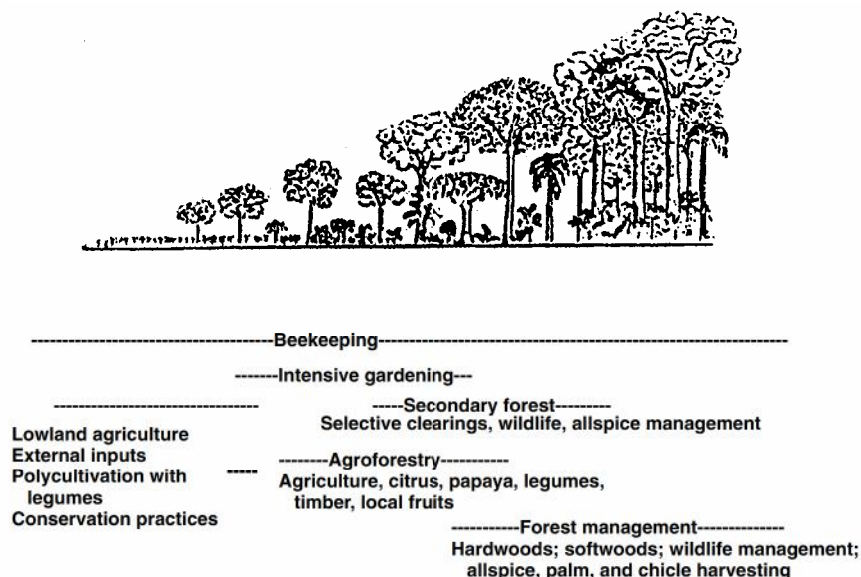 -----------------------------------------Beekeeping-----------------------------------------------------------------------
-------Intensive gardening---
----------------------------------- -----Secondary forest---------
Selective clearings, wildlife, allspice management
Lowland agriculture
External inputs
Polycultivation with
legumes
Conservation practices
----- --------Agroforestry-----------
Agriculture, citrus, papaya, legumes,
timber, local fruits
-----------Forest management--------------
Hardwoods; softwoods; wildlife management;
allspice, palm, and chicle harvesting